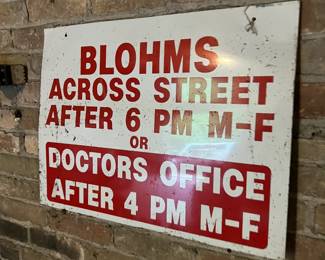 BLOHMS
ACROSS STREET
AFTER 6 PM M-F
OR
DOCTORS OFFICE
AFTER 4 PM M-F